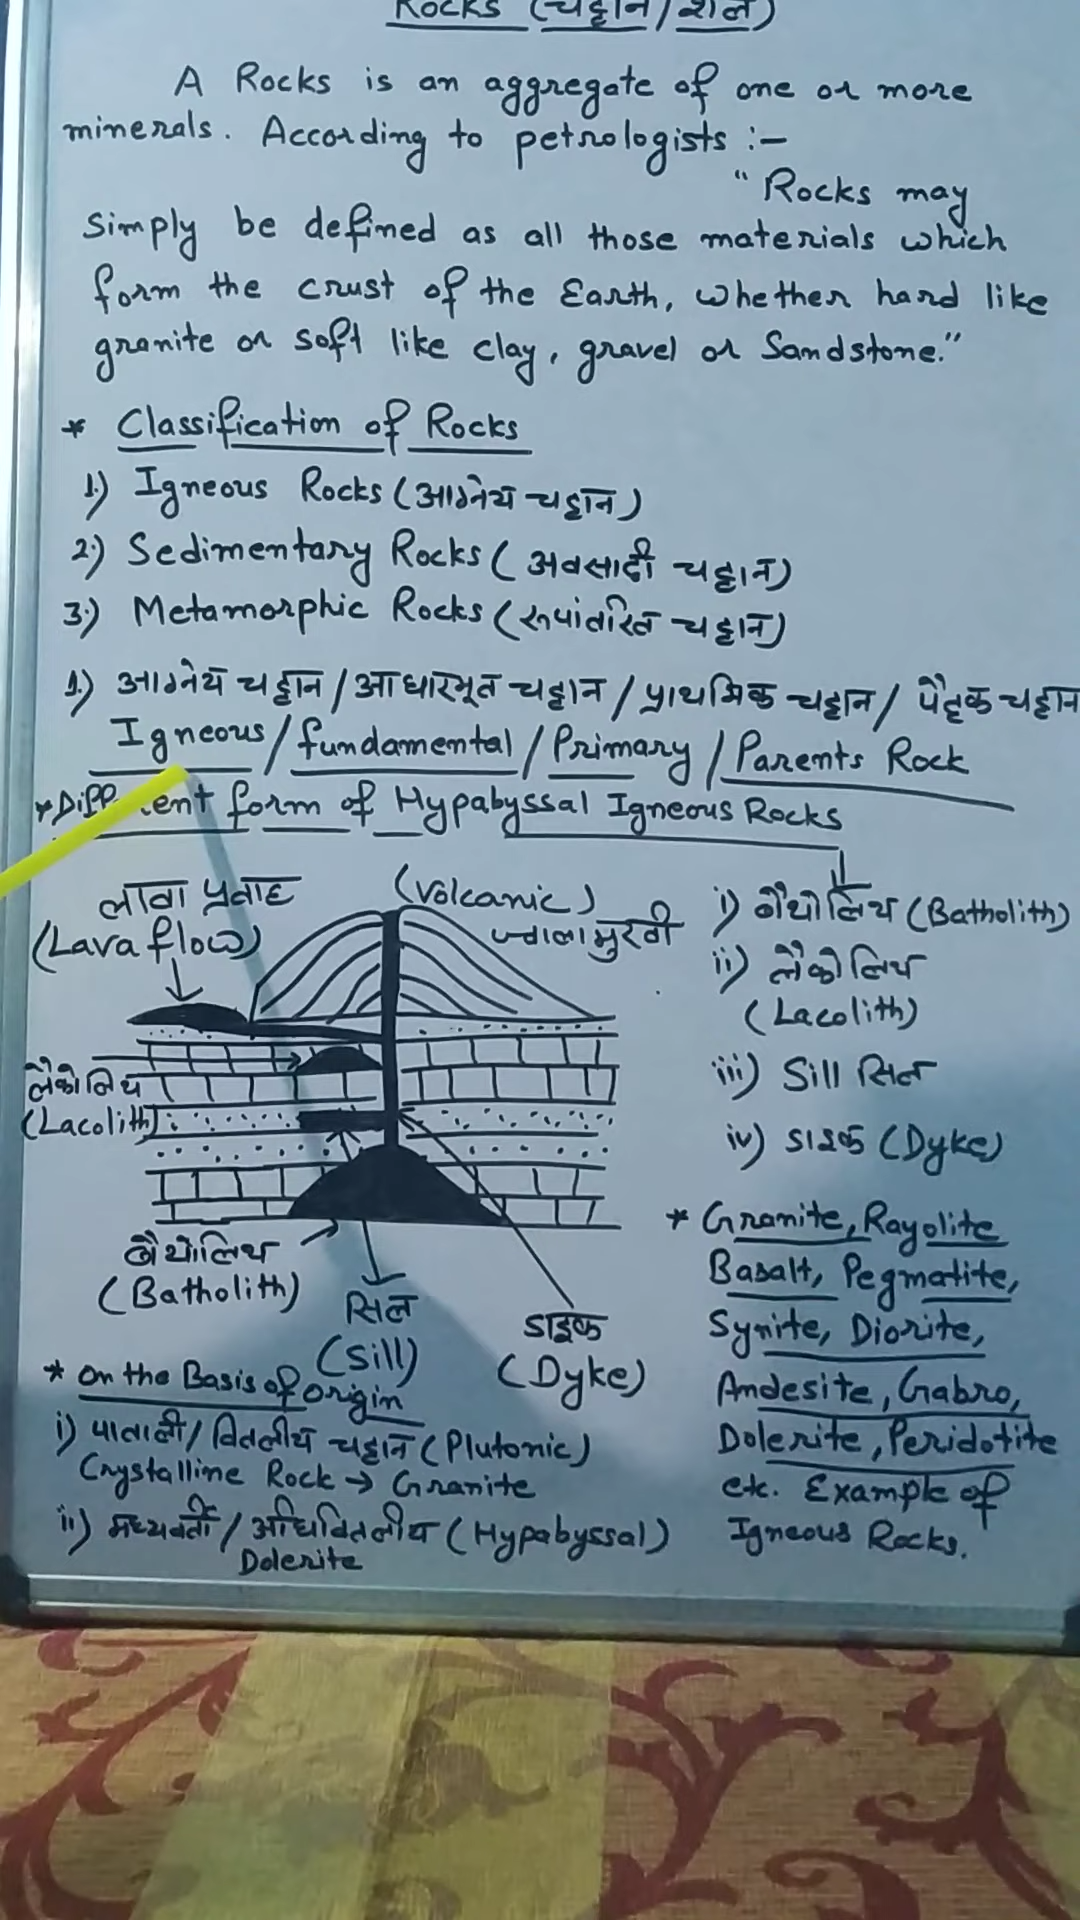 Rocks (चट्टान/शैल)
A Rocks is an aggregate of one or more
minerals. According to petrologists :-
"Rocks may
Simply be defined as all those materials which
form the crust of the Earth, whether hard like
granite or soft like clay, gravel or Sandstone."
* Classification of Rocks
1.) Igneous Rocks (आग्नेय चट्टान)
2.) Sedimentary Rocks (अवसादी चट्टान)
3.) Metamorphic Rocks (रूपांतरित चट्टान)
1.) आग्नेय चट्टान/आधारभूत चट्टान/प्राथमिक चट्टान/पैतृक चट्टान
Igneous/fundamental/Primary/Parents Rock
* form of Hypabyssal Igneous Rocks
लावा प्रवाह
(Lava flow)
(Volcanic)
ज्वालामुखी
लैकोलिथ
(Lacolith)
बैथोलिथ
(Batholith)
सिल
(Sill)
डाइक
(Dyke)
i) बैथोलिथ (Batholith)
ii) लैकोलिथ
(Lacolith)
iii) Sill सिल
iv) डाइक (Dyke)
* Granite, Rayolite
Basalt, Pegmatite,
Synite, Diorite,
Andesite, Gabro,
Dolerite, Peridotite
etc. Example of
Igneous Rocks.
* On the Basis of origin
i) पाताली/वितलीय चट्टान (Plutonic)
Crystalline Rock → Granite
ii) मध्यवर्ती/अधिवितलीय (Hypabyssal)
Dolerite